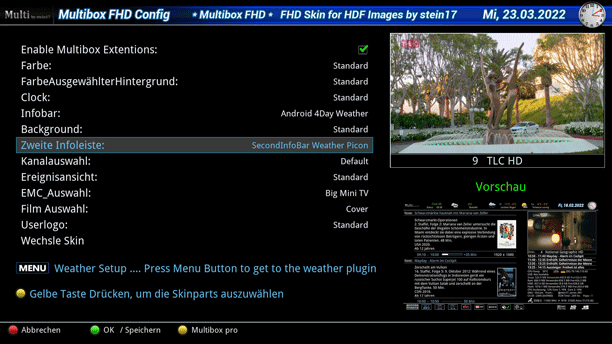 Multi by stein17 Multibox FHD Config * Multibox FHD * FHD Skin for HDF Images by stein17 Mi, 23.03.2022
Enable Multibox Extentions:
Farbe: Standard
FarbeAusgewählterHintergrund: Standard
Clock: Standard
Infobar: Android 4Day Weather
Background: Standard
Zweite Infoleiste: SecondInfoBar Weather Picon
Kanalauswahl: Default
Ereignisansicht: Standard
EMC_Auswahl: Big Mini TV
Film Auswahl: Cover
Userlogo: Standard
Wechsle Skin
9 TLC HD
Vorschau
MENU Weather Setup .... Press Menu Button to get to the weather plugin
Gelbe Taste Drücken, um die Skinparts auszuwählen
Abbrechen OK / Speichern Multibox pro